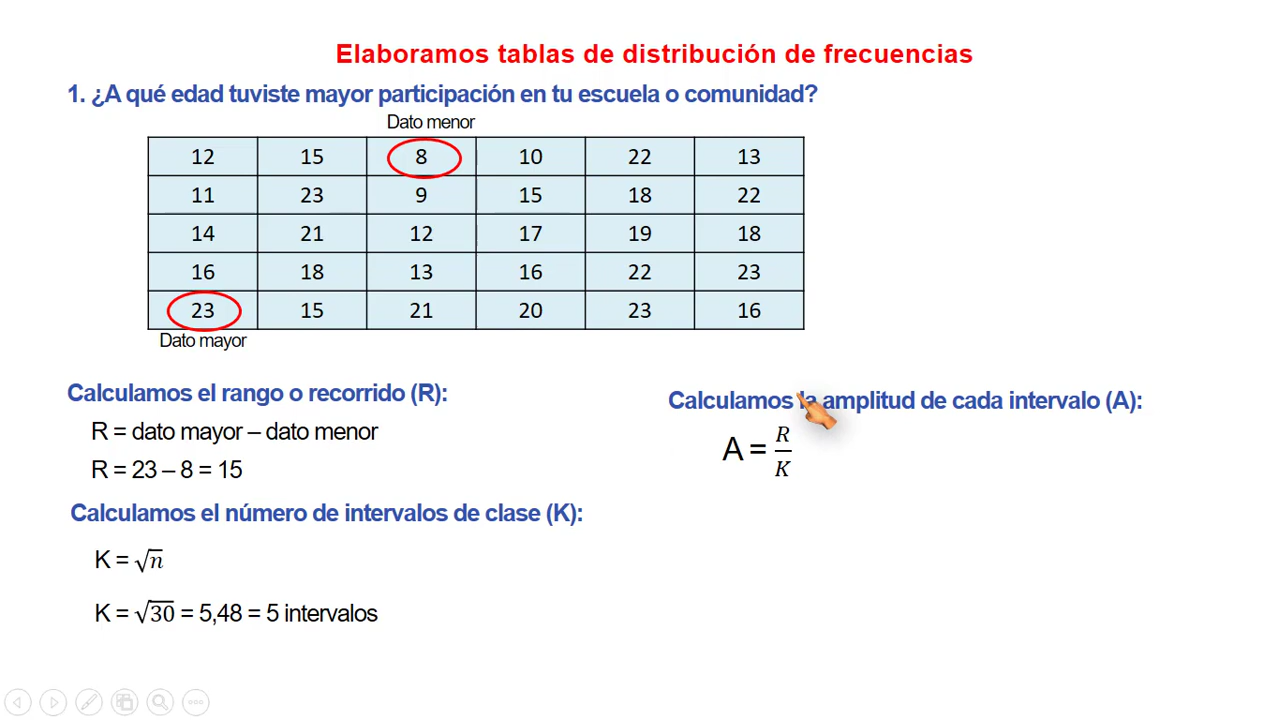 Elaboramos tablas de distribución de frecuencias
1. ¿A qué edad tuviste mayor participación en tu escuela o comunidad?
Dato menor
12 15 8 10 22 13
11 23 9 15 18 22
14 21 12 17 19 18
16 18 13 16 22 23
23 15 21 20 23 16
Dato mayor
Calculamos el rango o recorrido (R):
R = dato mayor – dato menor
R = 23 – 8 = 15
Calculamos el número de intervalos de clase (K):
K = √n
K = √30 = 5,48 = 5 intervalos
Calculamos la amplitud de cada intervalo (A):
A = R/K